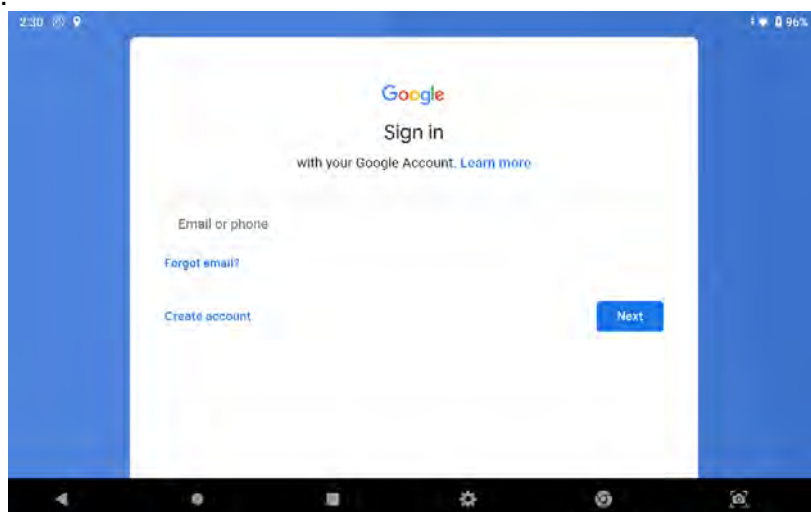 .
2:30
96%
Google
Sign in
with your Google Account. Learn more
Email or phone
Forgot email?
Create account
Next